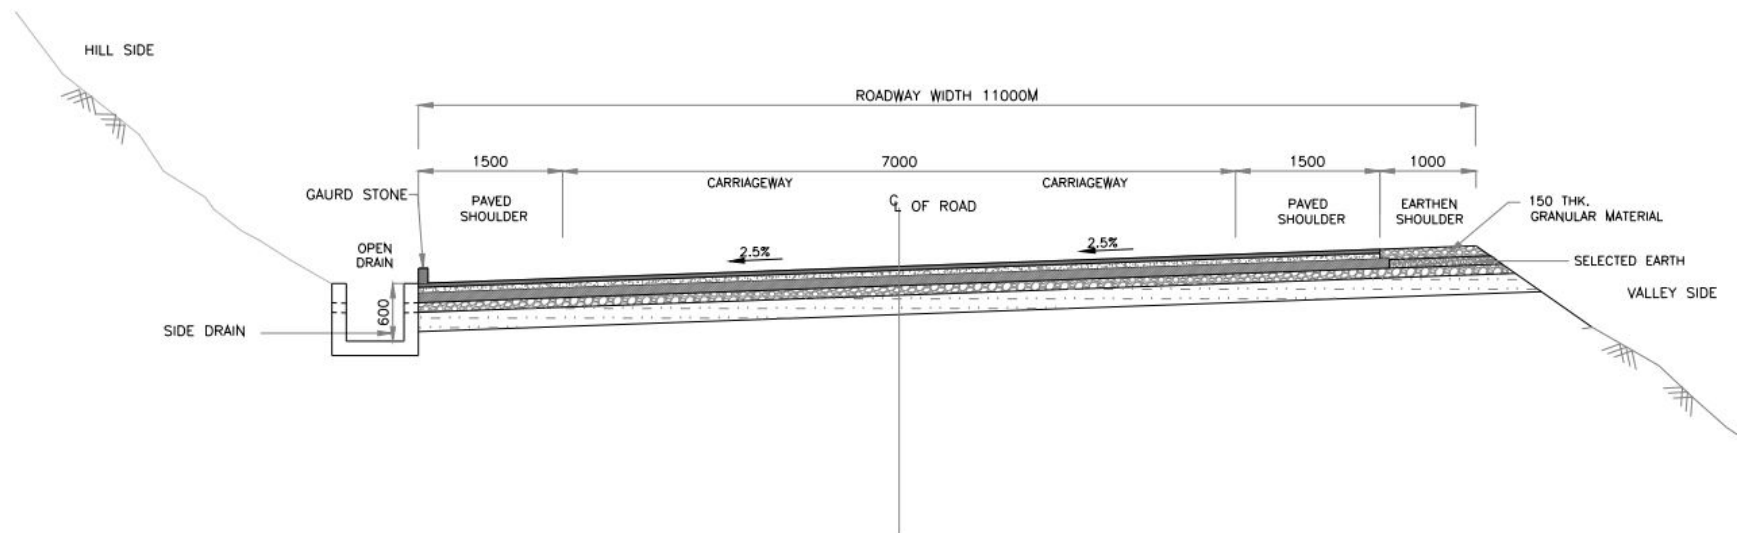 HILL SIDE
ROADWAY WIDTH 11000M
1500
7000
1500
1000
CARRIAGEWAY
CARRIAGEWAY
GAURD STONE
PAVED
SHOULDER
℄ OF ROAD
PAVED
SHOULDER
EARTHEN
SHOULDER
150 THK.
GRANULAR MATERIAL
OPEN
DRAIN
2.5%
2.5%
SELECTED EARTH
VALLEY SIDE
600
SIDE DRAIN